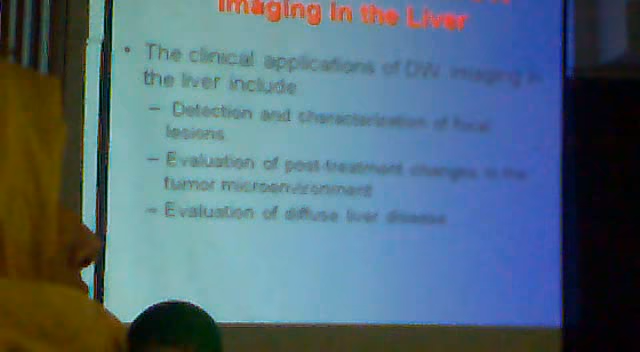 Imaging in the Liver
• The clinical applications of DW imaging in
the liver include
– Detection and characterization of focal
lesions
– Evaluation of post-treatment changes in the
tumor microenvironment
– Evaluation of diffuse liver disease